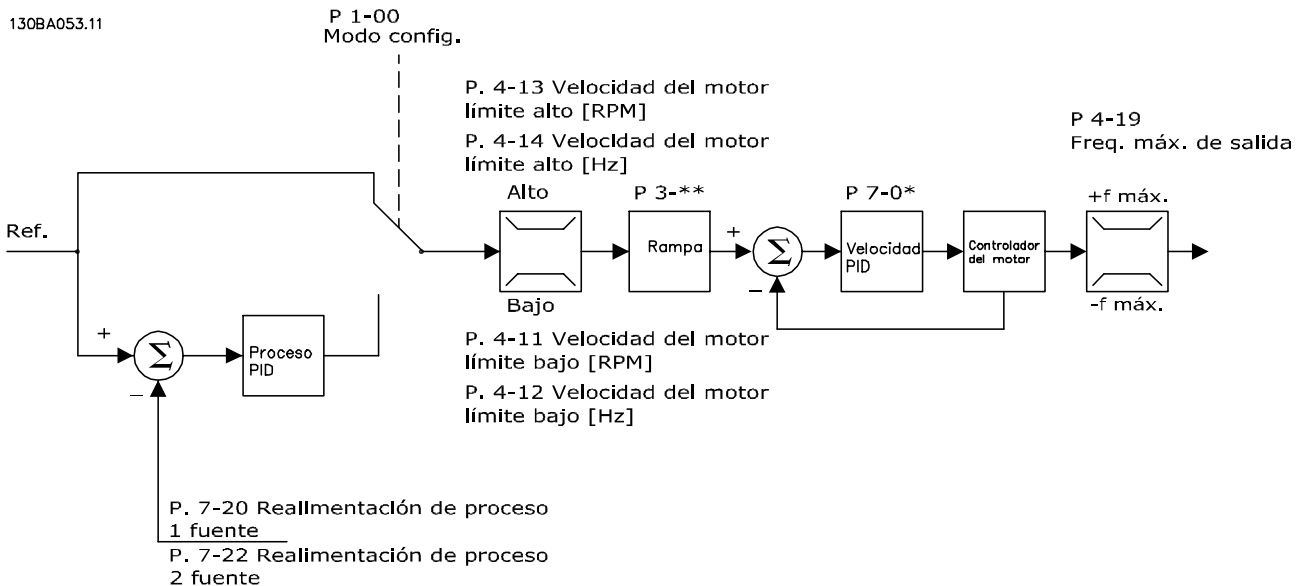 130BA053.11
P 1-00
Modo config.
P. 4-13 Velocidad del motor
límite alto [RPM]
P. 4-14 Velocidad del motor
límite alto [Hz]
P 4-19
Freq. máx. de salida
Alto
P 3-**
P 7-0*
+f máx.
Ref.
Rampa
+
Σ
−
Velocidad
PID
Controlador
del motor
Bajo
-f máx.
+
Σ
−
Proceso
PID
P. 4-11 Velocidad del motor
límite bajo [RPM]
P. 4-12 Velocidad del motor
límite bajo [Hz]
P. 7-20 Realimentación de proceso
1 fuente
P. 7-22 Realimentación de proceso
2 fuente